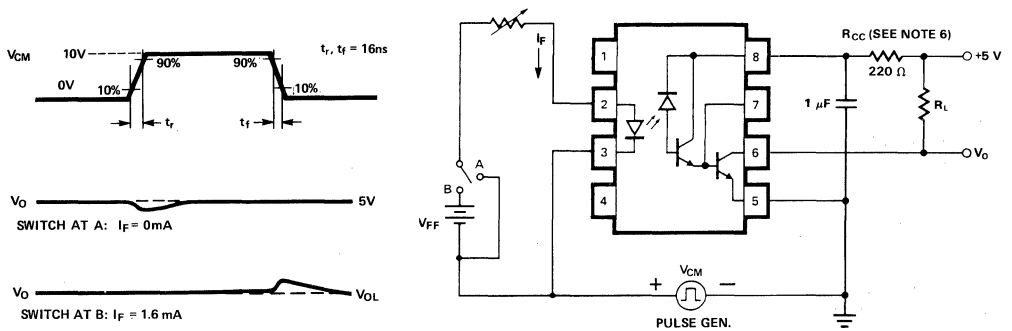 VCM
10V
0V
90%
90%
10%
10%
tr, tf = 16ns
tr
tf
VO
5V
SWITCH AT A: IF = 0mA
VO
VOL
SWITCH AT B: IF = 1.6 mA
IF
A
B
VFF
1
2
3
4
8
7
6
5
RCC (SEE NOTE 6)
220 Ω
+5 V
1 μF
RL
VO
+
VCM
−
PULSE GEN.